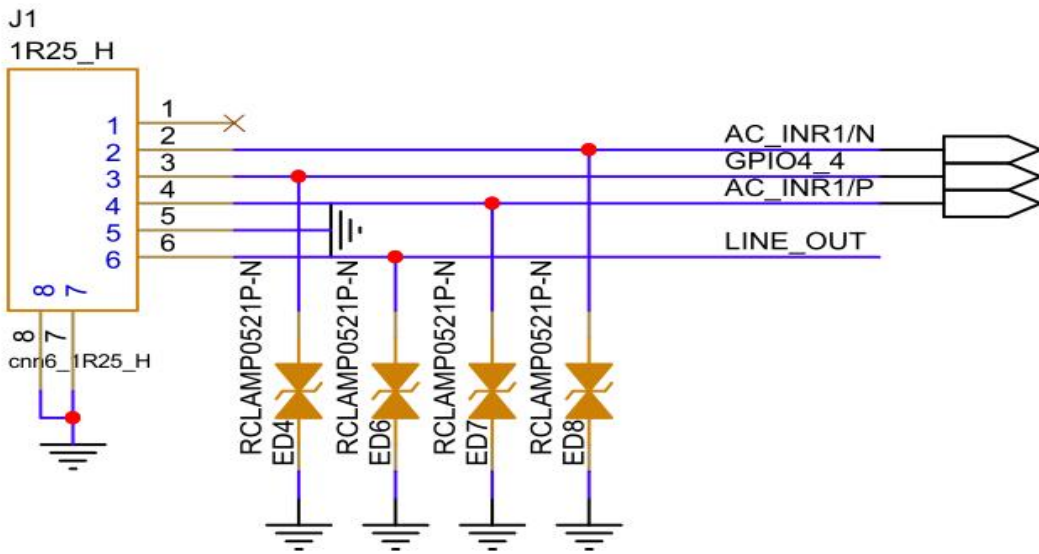 J1
1R25_H
1
1
2
2
3
3
4
4
5
5
6
6
AC_INR1/N
GPIO4_4
AC_INR1/P
LINE_OUT
8
7
8
7
cnn6_1R25_H
RCLAMP0521P-N
ED4
RCLAMP0521P-N
ED6
RCLAMP0521P-N
ED7
RCLAMP0521P-N
ED8